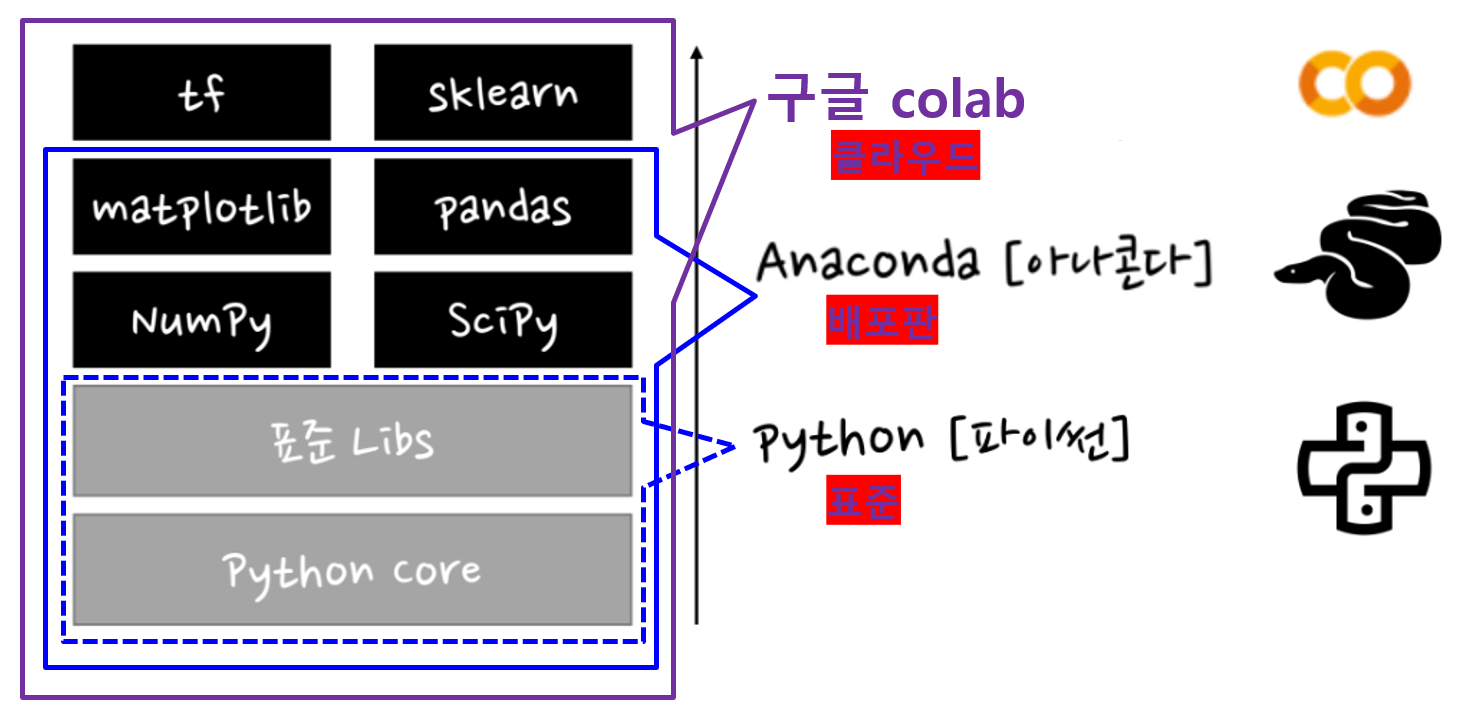 tf
sklearn
matplotlib
pandas
NumPy
SciPy
표준 Libs
Python core
구글 colab
클라우드
Anaconda [아나콘다]
배포판
Python [파이썬]
표준